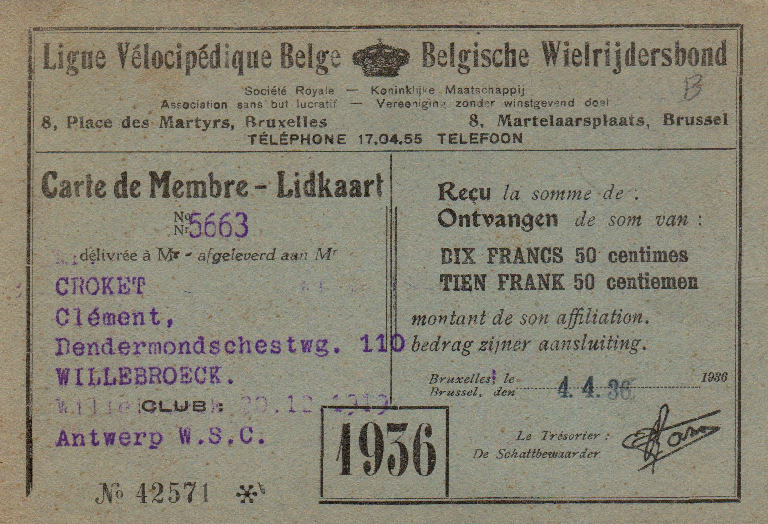 Ligue Vélocipédique Belge Belgische Wielrijdersbond
Société Royale — Koninklijke Maatschappij
Association sans but lucratif — Vereeniging zonder winstgevend doel
8, Place des Martyrs, Bruxelles 8, Martelaarsplaats, Brussel
TÉLÉPHONE 17.04.55 TELEFOON
B
Carte de Membre - Lidkaart
No
Nr 5663
délivrée à Mr - afgeleverd aan Mr
CROKET
Clément,
Dendermondschestwg. 110
WILLEBROECK.
CLUB:
Antwerp W.S.C.
No 42571 *
1936
Reçu la somme de :
Ontvangen de som van :
DIX FRANCS 50 centimes
TIEN FRANK 50 centiemen
montant de son affiliation.
bedrag zijner aansluiting.
Bruxelles, le 1936
Brussel, den 4.4.36
Le Trésorier :
De Schatbewaarder